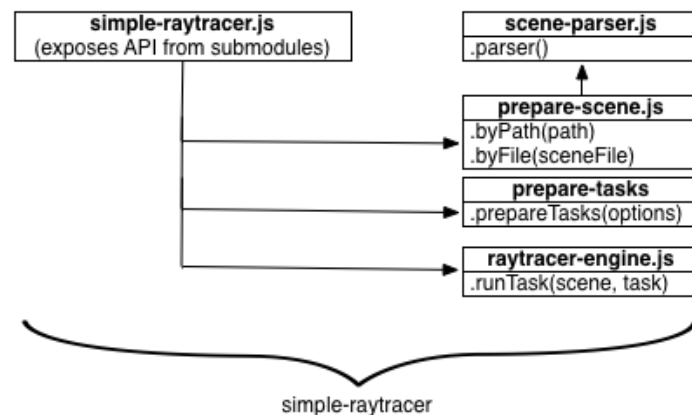 simple-raytracer.js
(exposes API from submodules)
scene-parser.js
.parser()
prepare-scene.js
.byPath(path)
.byFile(sceneFile)
prepare-tasks
.prepareTasks(options)
raytracer-engine.js
.runTask(scene, task)
simple-raytracer